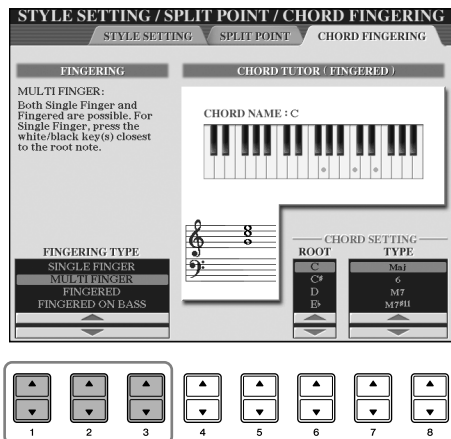 STYLE SETTING / SPLIT POINT / CHORD FINGERING
STYLE SETTING
SPLIT POINT
CHORD FINGERING
FINGERING
MULTI FINGER:
Both Single Finger and
Fingered are possible. For
Single Finger, press the
white/black key(s) closest
to the root note.
FINGERING TYPE
SINGLE FINGER
MULTI FINGER
FINGERED
FINGERED ON BASS
CHORD TUTOR ( FINGERED )
CHORD NAME : C
CHORD SETTING
ROOT
TYPE
C
Maj
C♯
6
D
M7
E♭
M7♯11
1 2 3 4 5 6 7 8